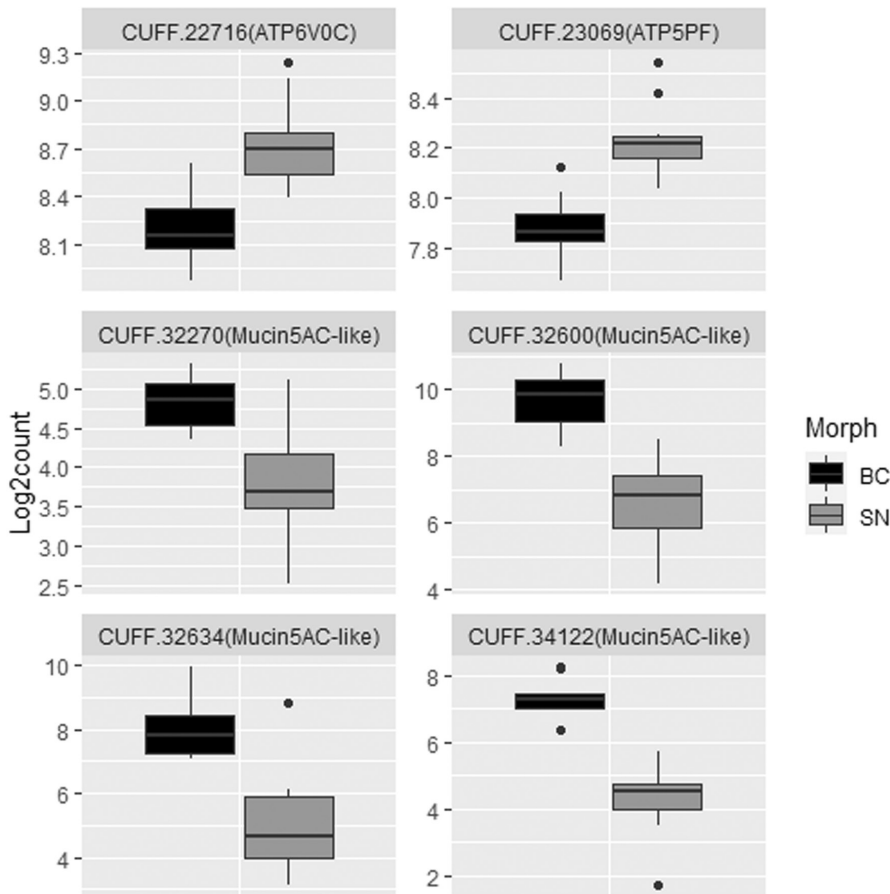 CUFF.22716(ATP6V0C)
CUFF.23069(ATP5PF)
9.3
9.0
8.7
8.4
8.1
8.4
8.2
8.0
7.8
CUFF.32270(Mucin5AC-like)
CUFF.32600(Mucin5AC-like)
Log2count
5.0
4.5
4.0
3.5
3.0
2.5
10
8
6
4
Morph
BC
SN
CUFF.32634(Mucin5AC-like)
CUFF.34122(Mucin5AC-like)
10
8
6
4
8
6
4
2